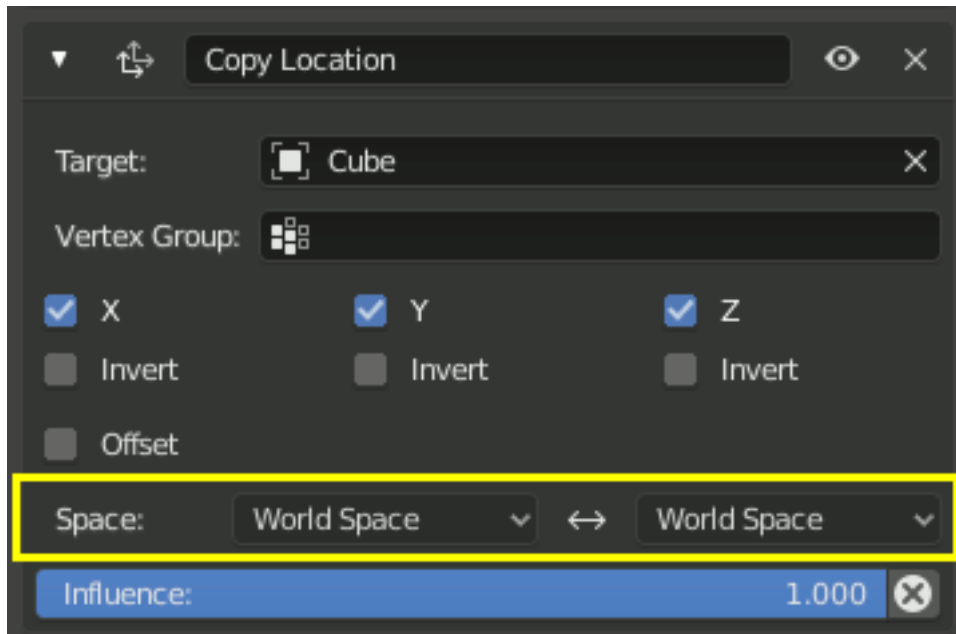 Copy Location
Target: Cube
Vertex Group:
X Y Z
Invert Invert Invert
Offset
Space: World Space World Space
Influence: 1.000